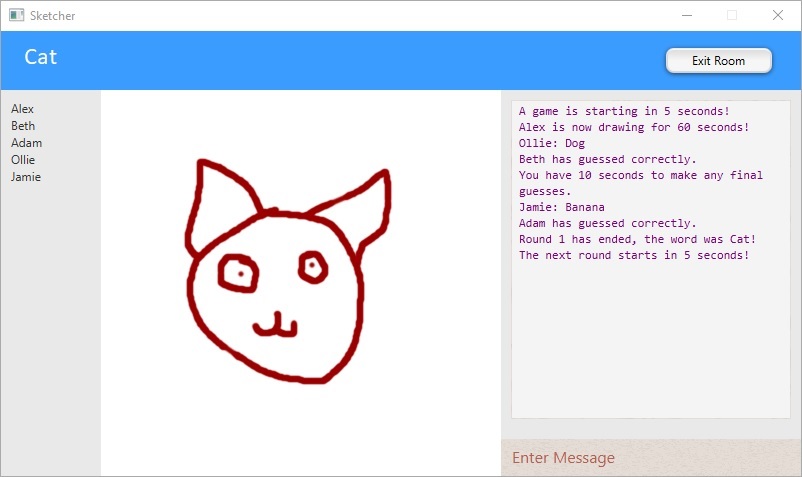 Sketcher
Cat
Exit Room
Alex
Beth
Adam
Ollie
Jamie
A game is starting in 5 seconds!
Alex is now drawing for 60 seconds!
Ollie: Dog
Beth has guessed correctly.
You have 10 seconds to make any final
guesses.
Jamie: Banana
Adam has guessed correctly.
Round 1 has ended, the word was Cat!
The next round starts in 5 seconds!
Enter Message